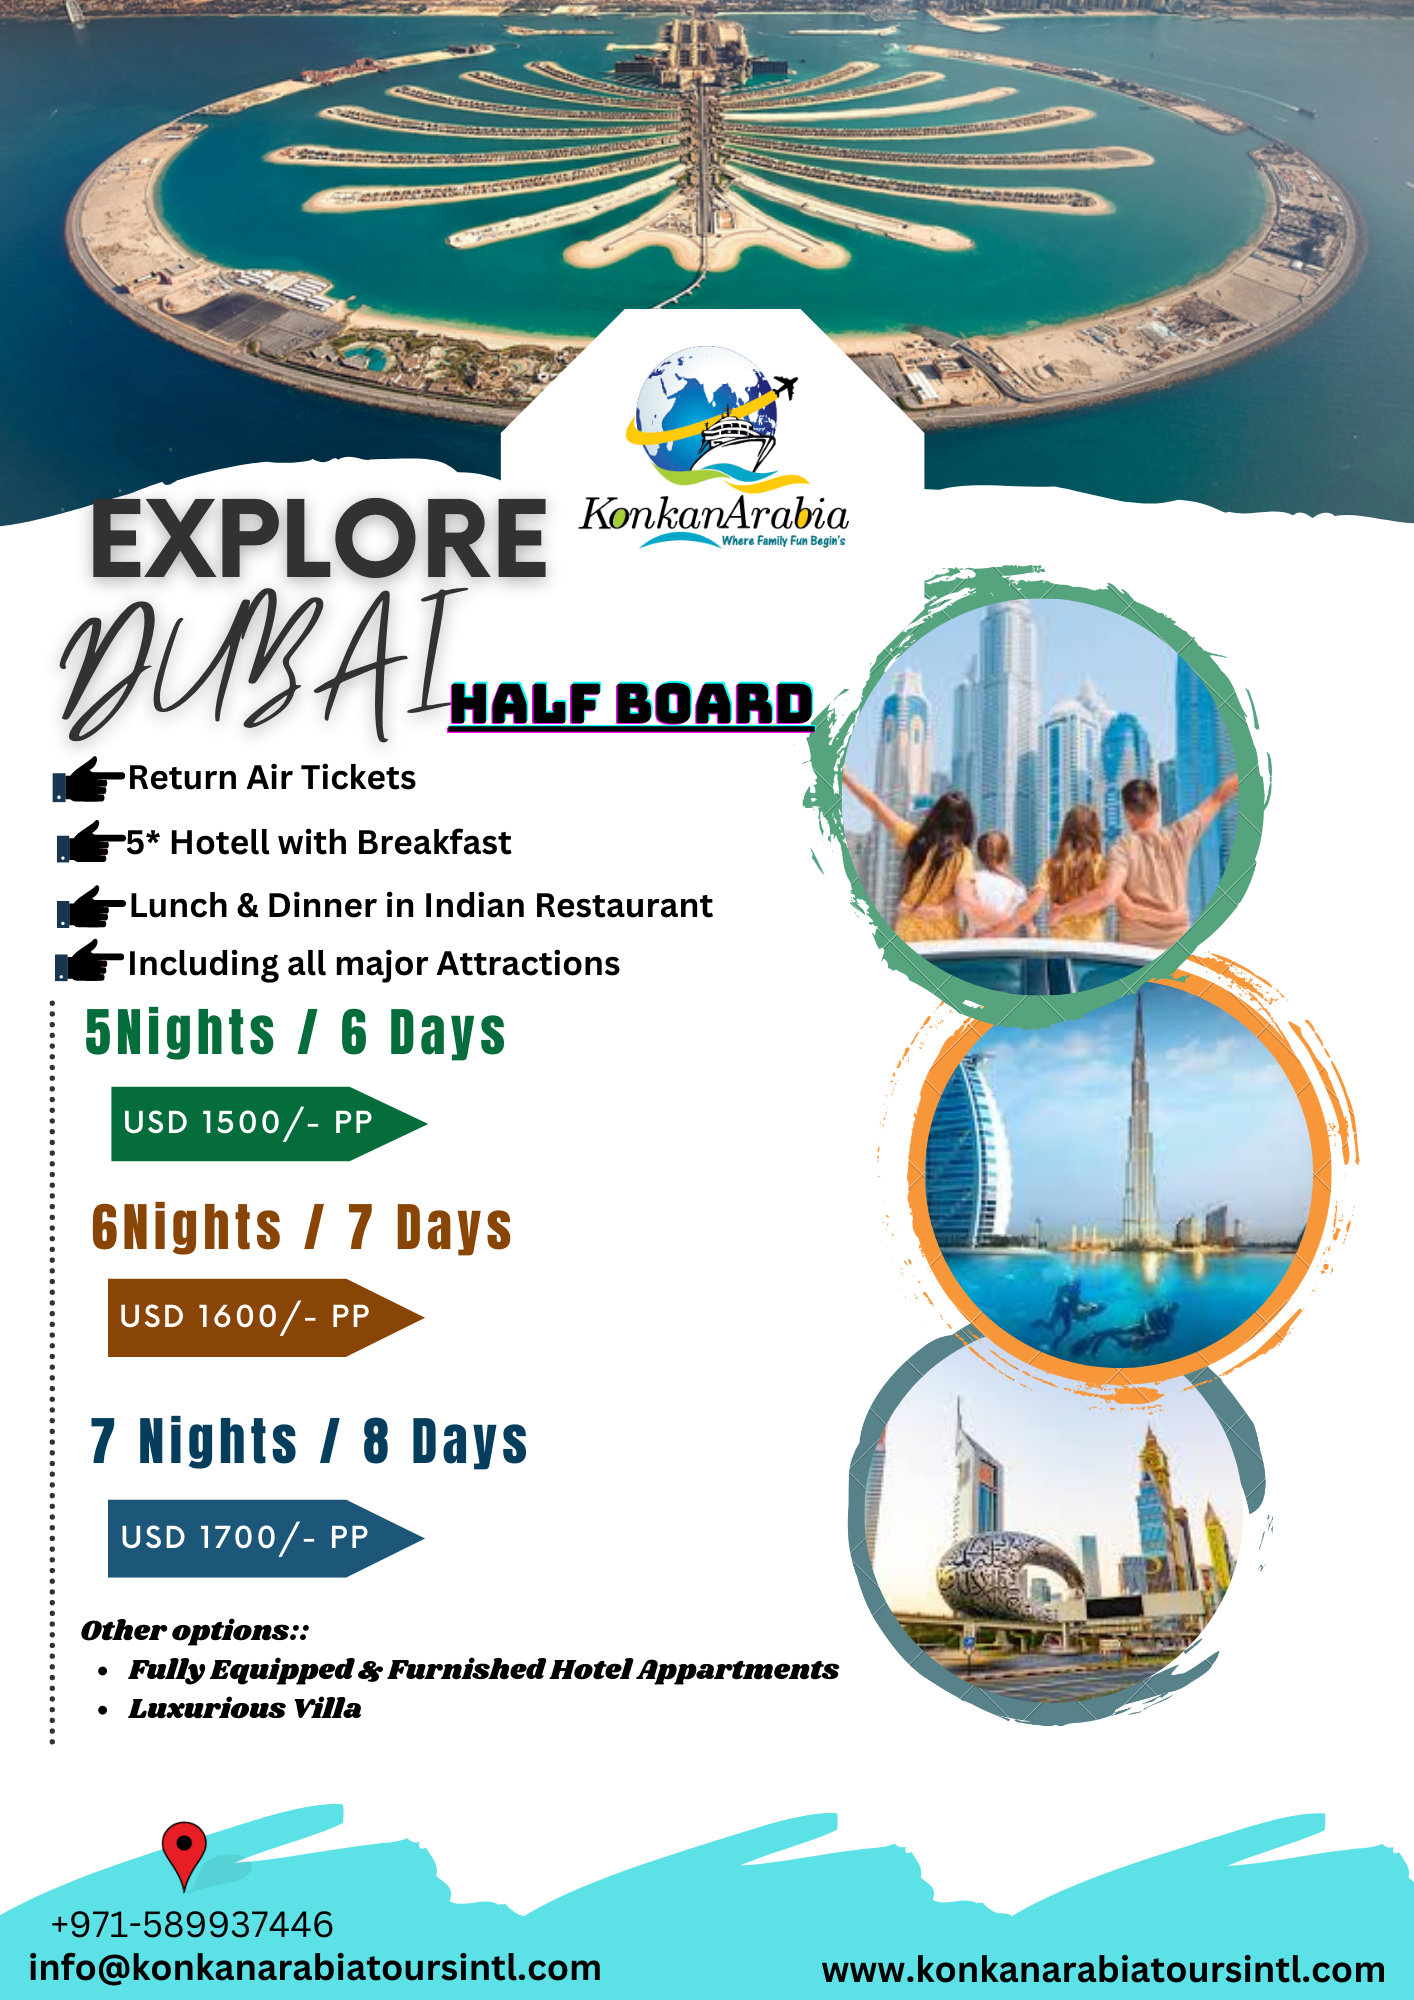 KonkanArabia
Where Family Fun Begin's
EXPLORE
DUBAI
HALF BOARD
Return Air Tickets
5* Hotell with Breakfast
Lunch & Dinner in Indian Restaurant
Including all major Attractions
5Nights / 6 Days
USD 1500/- PP
6Nights / 7 Days
USD 1600/- PP
7 Nights / 8 Days
USD 1700/- PP
Other options::
• Fully Equipped & Furnished Hotel Appartments
• Luxurious Villa
+971-589937446
info@konkanarabiatoursintl.com
www.konkanarabiatoursintl.com